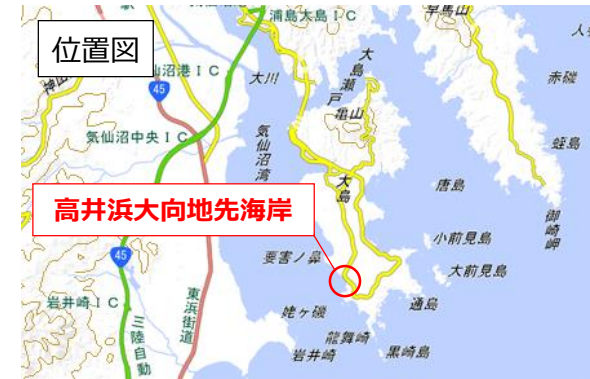 位置図
浦島大島IC
早馬山
仙沼港IC
大川
大島瀬戸
亀山
赤磯
45
気仙沼中央IC
気仙沼湾
蛭島
大島
唐島
御崎岬
高井浜大向地先海岸
小前見島
要害ノ鼻
大前見島
45
岩井崎IC
東浜街道
姥ヶ磯
通島
三陸自動
龍舞崎
岩井崎
黒崎島